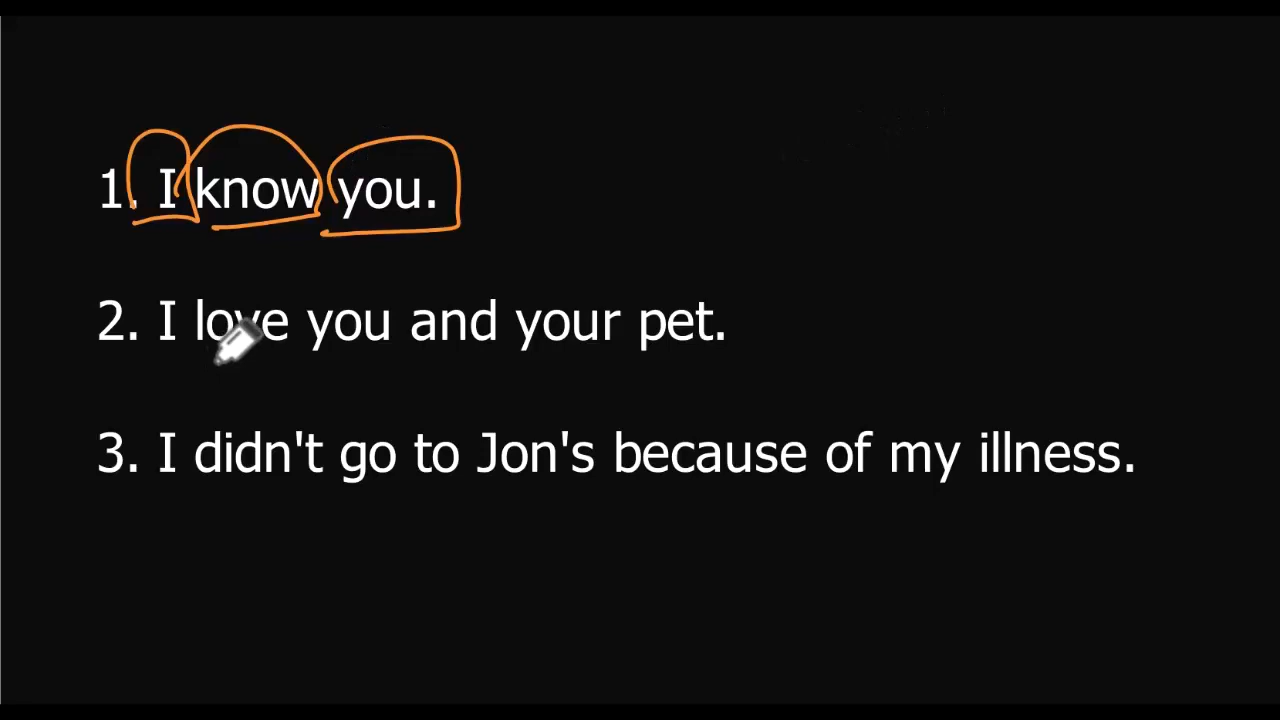 1. I know you.
2. I love you and your pet.
3. I didn't go to Jon's because of my illness.